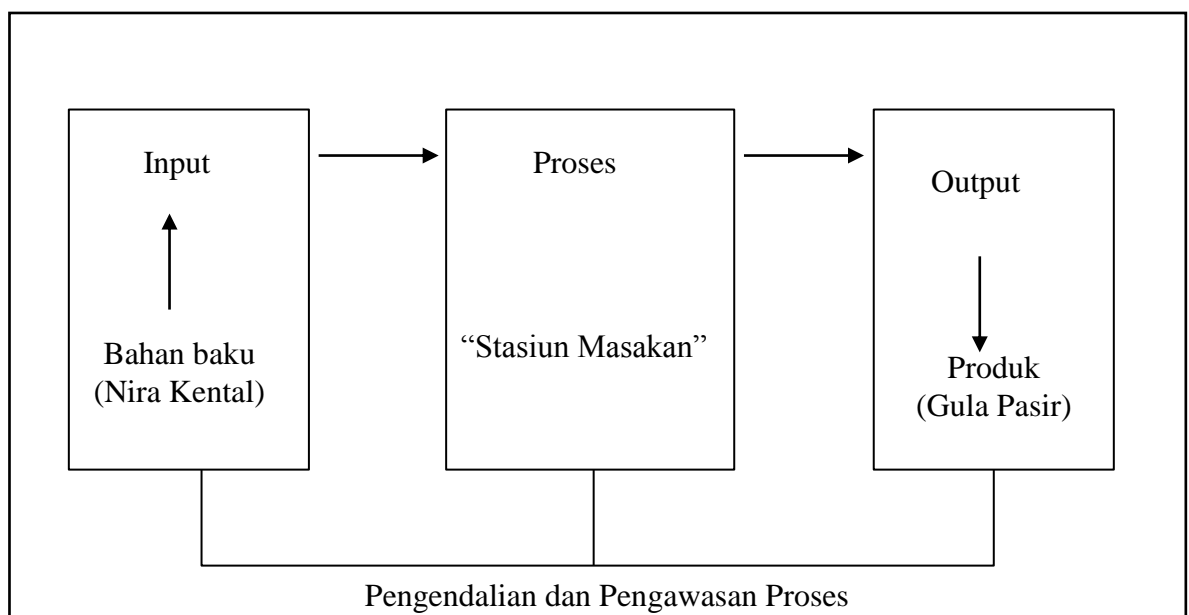 Input
Bahan baku
(Nira Kental)
Proses
“Stasiun Masakan”
Output
Produk
(Gula Pasir)
Pengendalian dan Pengawasan Proses